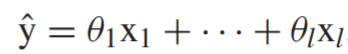 ŷ = θ₁x₁ + · · · + θₗxₗ.